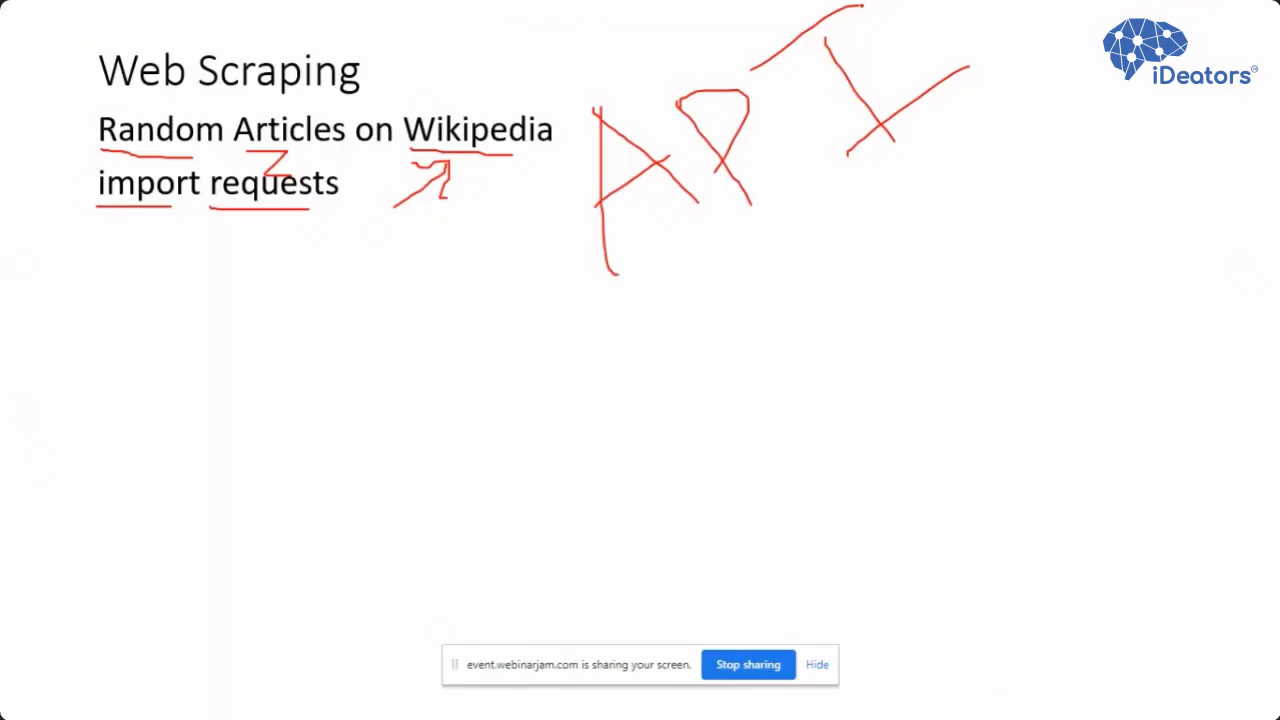 Web Scraping
Random Articles on Wikipedia
import requests
API
iDeators
event.webinarjam.com is sharing your screen.
Stop sharing
Hide